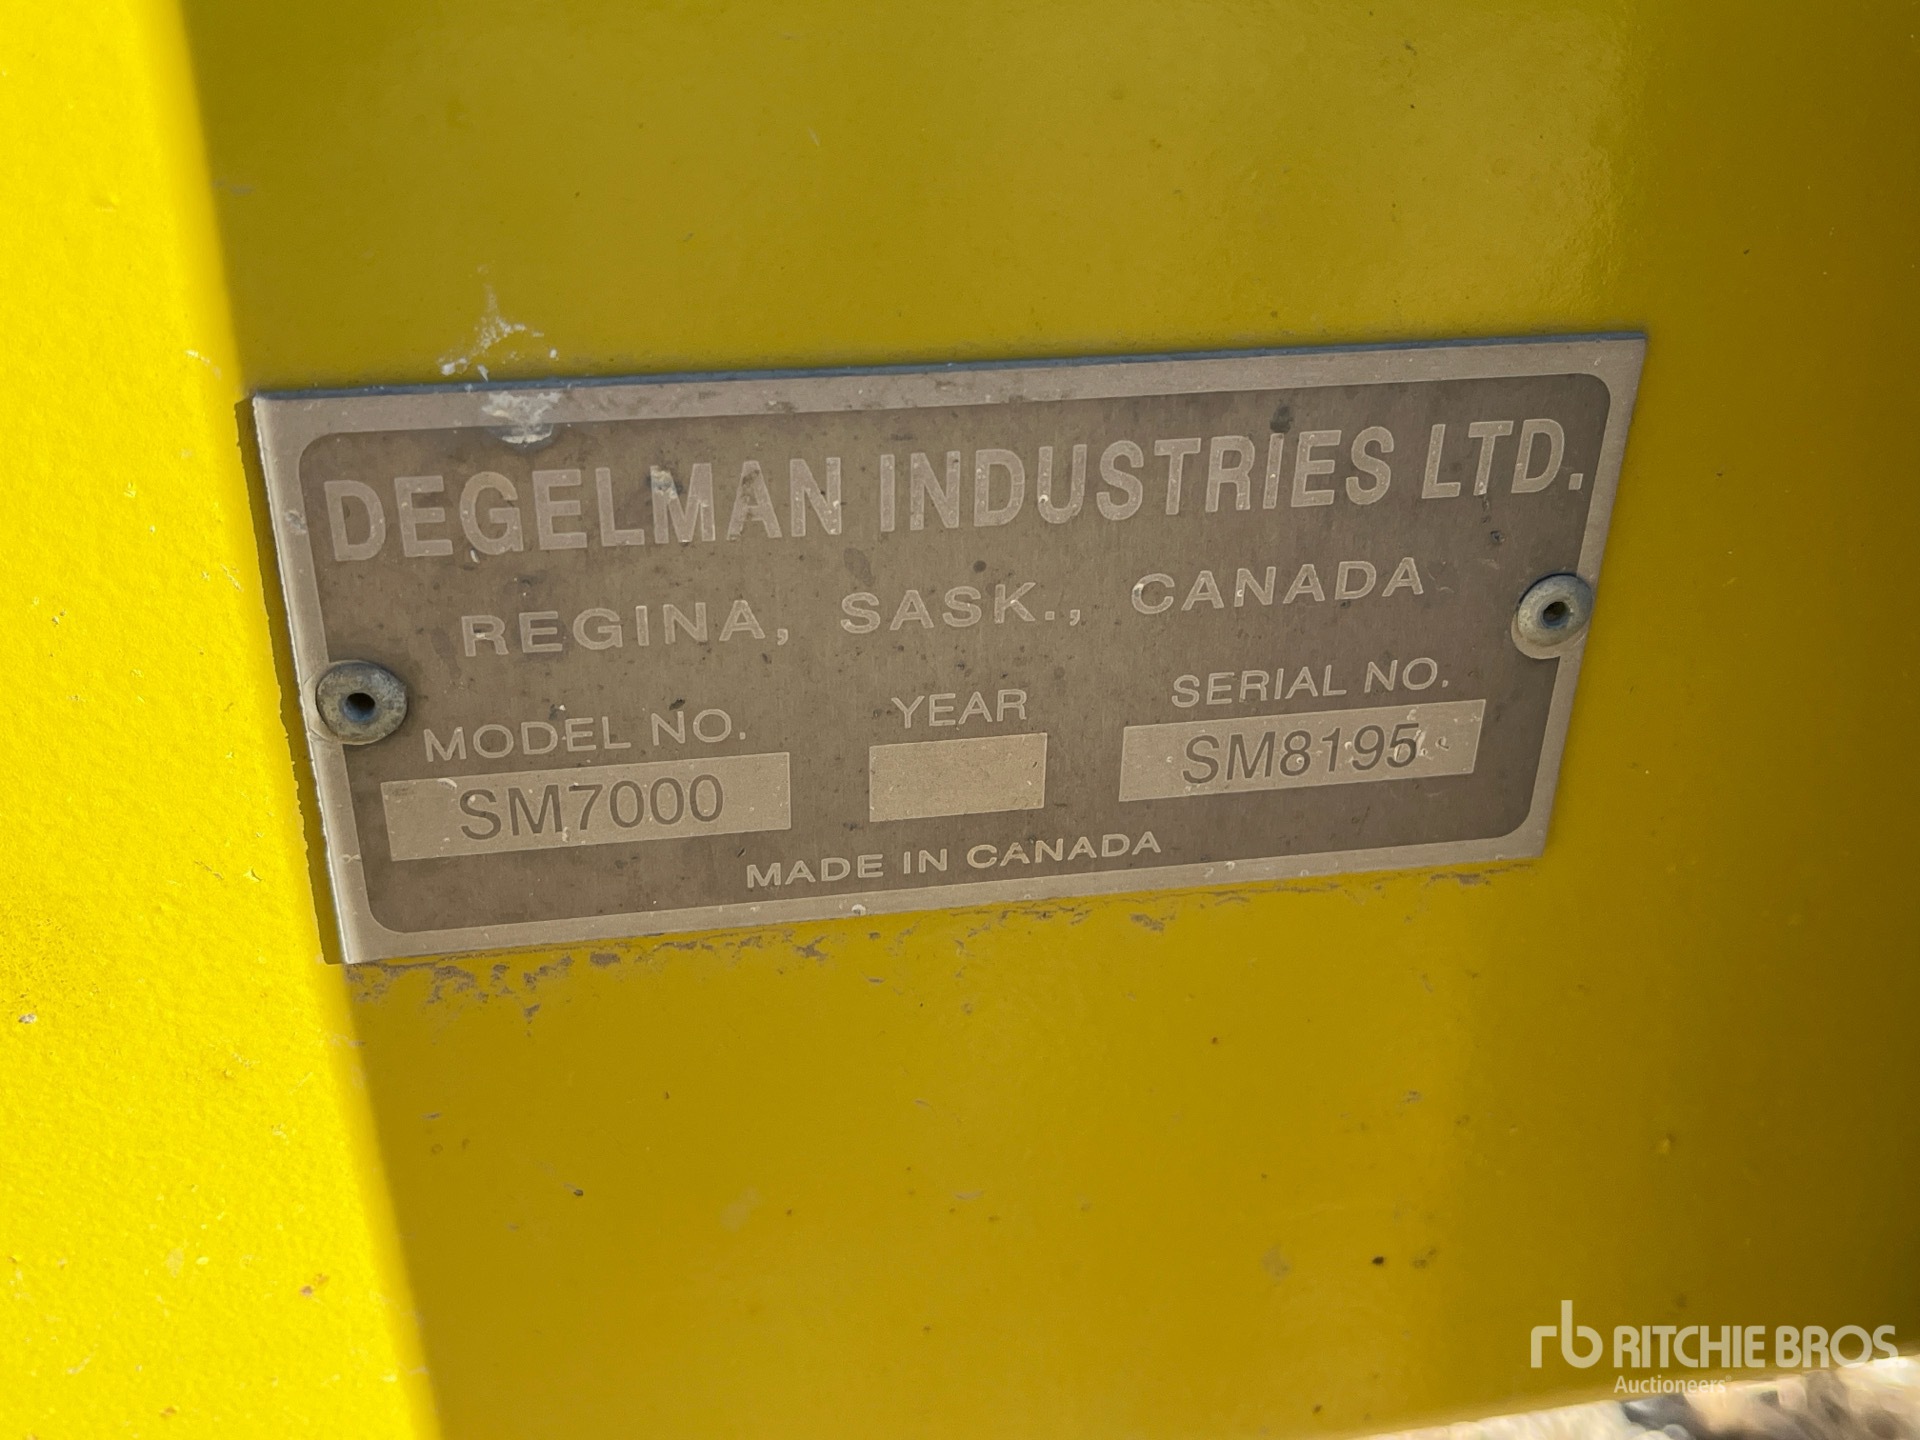 DEGELMAN INDUSTRIES LTD.
REGINA, SASK., CANADA
MODEL NO. YEAR SERIAL NO.
SM7000 SM8195
MADE IN CANADA
rb RITCHIE BROS.
Auctioneers